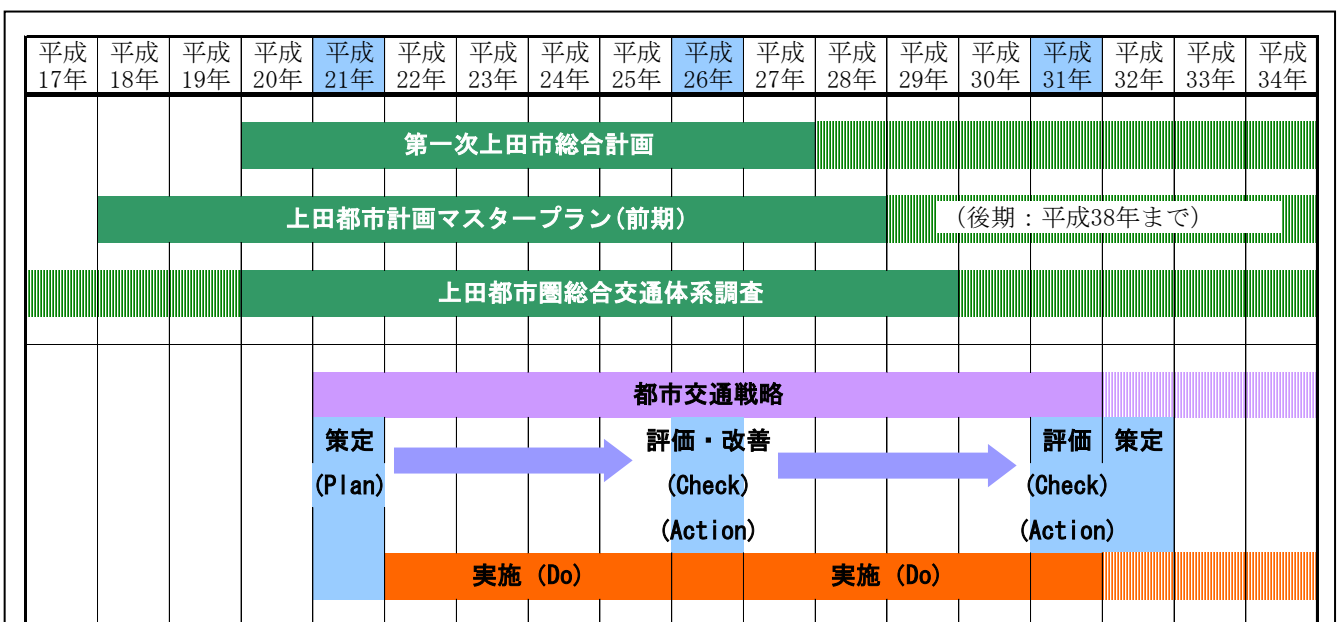 平成 平成 平成 平成 平成 平成 平成 平成 平成 平成 平成 平成 平成 平成 平成 平成 平成 平成
17年 18年 19年 20年 21年 22年 23年 24年 25年 26年 27年 28年 29年 30年 31年 32年 33年 34年
第一次上田市総合計画
上田都市計画マスタープラン(前期) (後期：平成38年まで)
上田都市圏総合交通体系調査
都市交通戦略
策定 評価・改善 評価 策定
(Plan) (Check) (Check)
(Action) (Action)
実施 (Do) 実施 (Do)